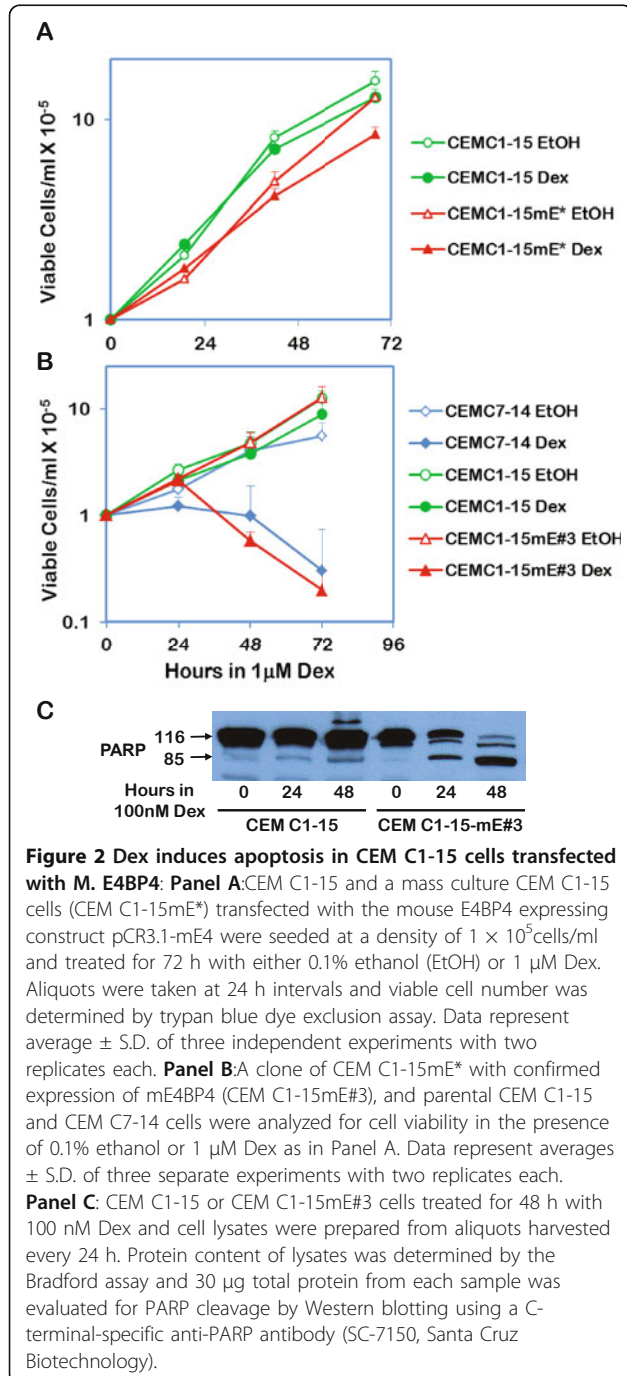 A
Viable Cells/ml X 10-5
10
1
0 24 48 72
CEMC1-15 EtOH
CEMC1-15 Dex
CEMC1-15mE* EtOH
CEMC1-15mE* Dex
B
Viable Cells/ml X 10-5
10
1
0.1
0 24 48 72 96
Hours in 1µM Dex
CEMC7-14 EtOH
CEMC7-14 Dex
CEMC1-15 EtOH
CEMC1-15 Dex
CEMC1-15mE#3 EtOH
CEMC1-15mE#3 Dex
C
PARP
116
85
Hours in
100nM Dex
0 24 48 0 24 48
CEM C1-15 CEM C1-15-mE#3
Figure 2 Dex induces apoptosis in CEM C1-15 cells transfected
with M. E4BP4: Panel A:CEM C1-15 and a mass culture CEM C1-15
cells (CEM C1-15mE*) transfected with the mouse E4BP4 expressing
construct pCR3.1-mE4 were seeded at a density of 1 × 10⁵cells/ml
and treated for 72 h with either 0.1% ethanol (EtOH) or 1 µM Dex.
Aliquots were taken at 24 h intervals and viable cell number was
determined by trypan blue dye exclusion assay. Data represent
average ± S.D. of three independent experiments with two
replicates each. Panel B:A clone of CEM C1-15mE* with confirmed
expression of mE4BP4 (CEM C1-15mE#3), and parental CEM C1-15
and CEM C7-14 cells were analyzed for cell viability in the presence
of 0.1% ethanol or 1 µM Dex as in Panel A. Data represent averages
± S.D. of three separate experiments with two replicates each.
Panel C: CEM C1-15 or CEM C1-15mE#3 cells treated for 48 h with
100 nM Dex and cell lysates were prepared from aliquots harvested
every 24 h. Protein content of lysates was determined by the
Bradford assay and 30 µg total protein from each sample was
evaluated for PARP cleavage by Western blotting using a C-
terminal-specific anti-PARP antibody (SC-7150, Santa Cruz
Biotechnology).